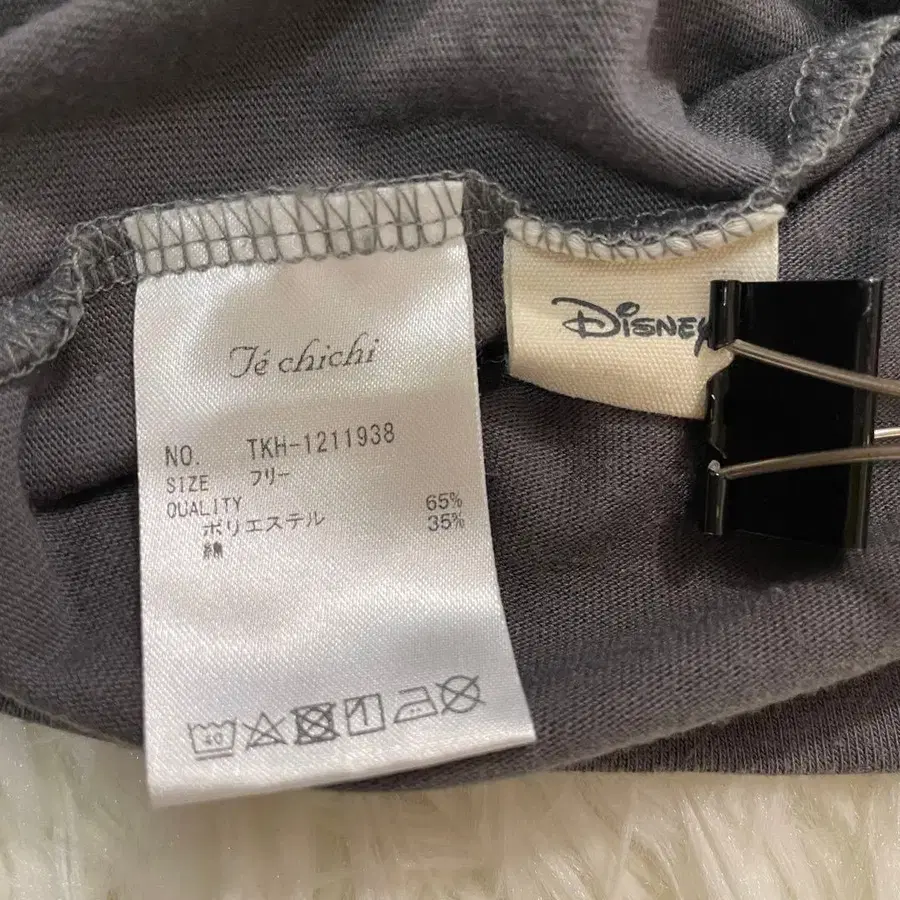 Té chichi
NO. TKH-1211938
SIZE フリー
QUALITY
ポリエステル 65%
綿 35%
40
DISNEY